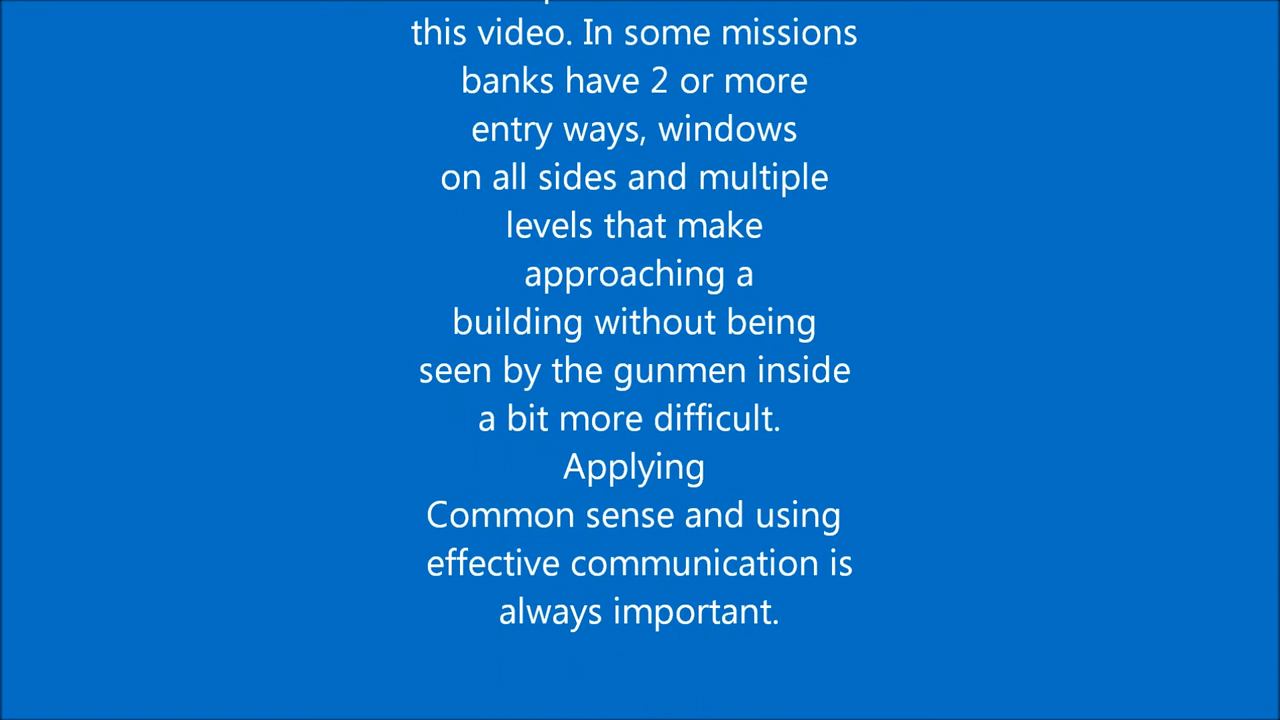 this video. In some missions
banks have 2 or more
entry ways, windows
on all sides and multiple
levels that make
approaching a
building without being
seen by the gunmen inside
a bit more difficult.
Applying
Common sense and using
effective communication is
always important.